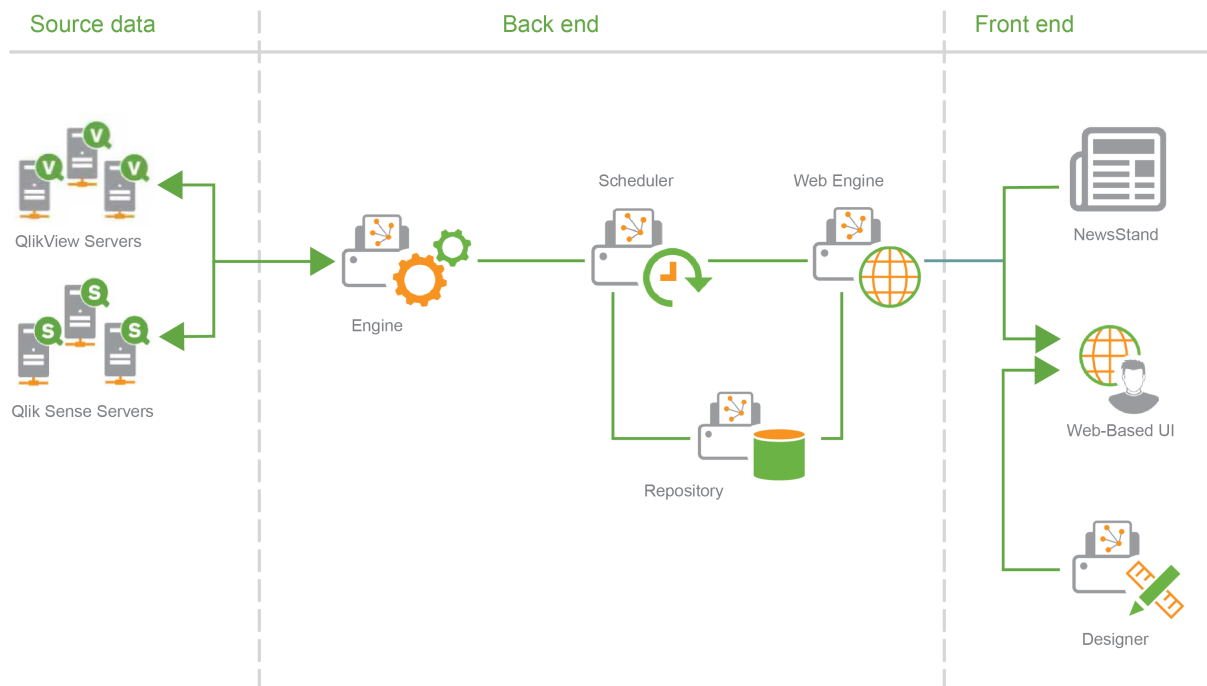 Source data
Back end
Front end
V
V
V
QlikView Servers
S
S
S
Qlik Sense Servers
Engine
Scheduler
Web Engine
Repository
NewsStand
Web-Based UI
Designer